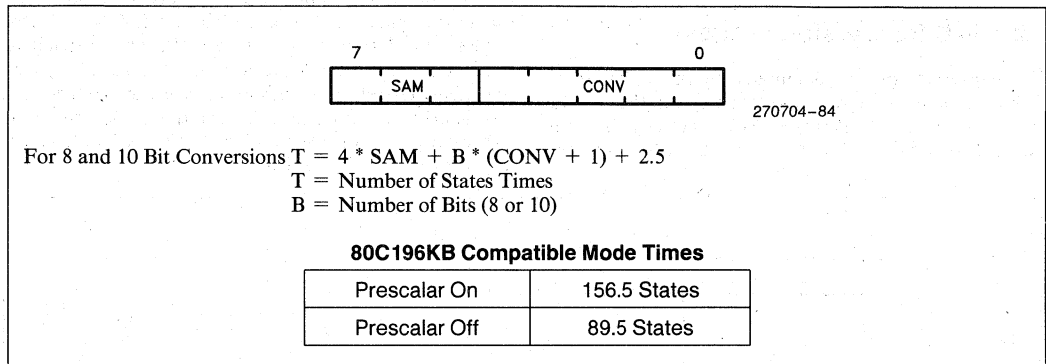 7 0
SAM CONV
270704-84
For 8 and 10 Bit Conversions T = 4 * SAM + B * (CONV + 1) + 2.5
T = Number of States Times
B = Number of Bits (8 or 10)
80C196KB Compatible Mode Times
Prescalar On 156.5 States
Prescalar Off 89.5 States